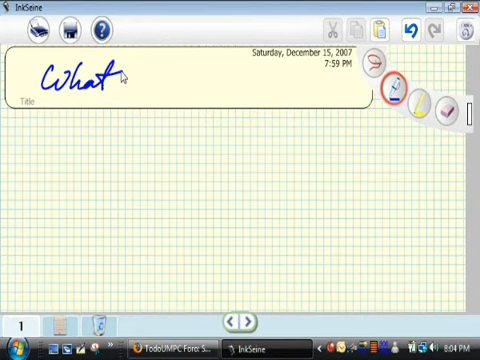 InkSeine
Saturday, December 15, 2007
7:59 PM
What
Title
1
TodoUMPC Foro: S...
InkSeine
8:04 PM